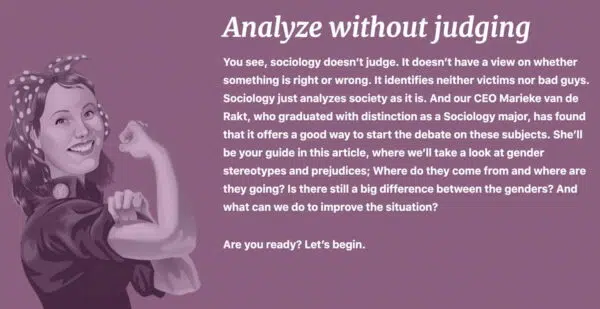 Analyze without judging
You see, sociology doesn’t judge. It doesn’t have a view on whether
something is right or wrong. It identifies neither victims nor bad guys.
Sociology just analyzes society as it is. And our CEO Marieke van de
Rakt, who graduated with distinction as a Sociology major, has found
that it offers a good way to start the debate on these subjects. She’ll
be your guide in this article, where we’ll take a look at gender
stereotypes and prejudices; Where do they come from and where are
they going? Is there still a big difference between the genders? And
what can we do to improve the situation?
Are you ready? Let’s begin.